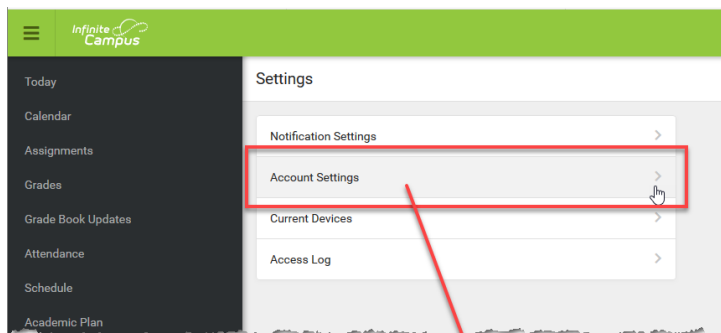 Infinite
Campus
Today
Calendar
Assignments
Grades
Grade Book Updates
Attendance
Schedule
Academic Plan
Settings
Notification Settings
Account Settings
Current Devices
Access Log